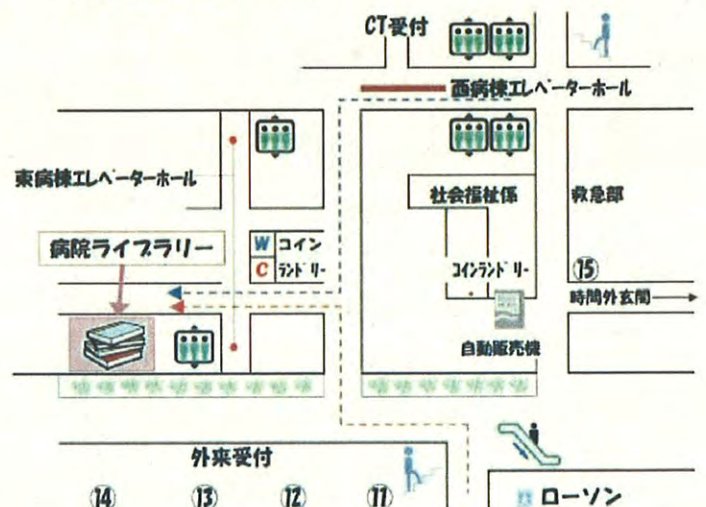 CT受付
西病棟エレベーターホール
東病棟エレベーターホール
社会福祉係
救急部
病院ライブラリー
W コイン
C ランドリー
コインランドリー
⑮
時間外玄関
自動販売機
外来受付
⑭ ⑬ ⑫ ⑪
ローソン